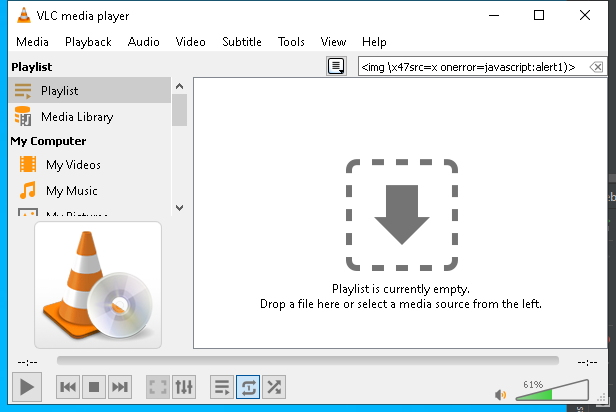 VLC media player
Media Playback Audio Video Subtitle Tools View Help
Playlist
<img \x47src=x onerror=javascript:alert1)>
Playlist
Media Library
My Computer
My Videos
My Music
My Pictures
Playlist is currently empty.
Drop a file here or select a media source from the left.
--:--
--:--
61%